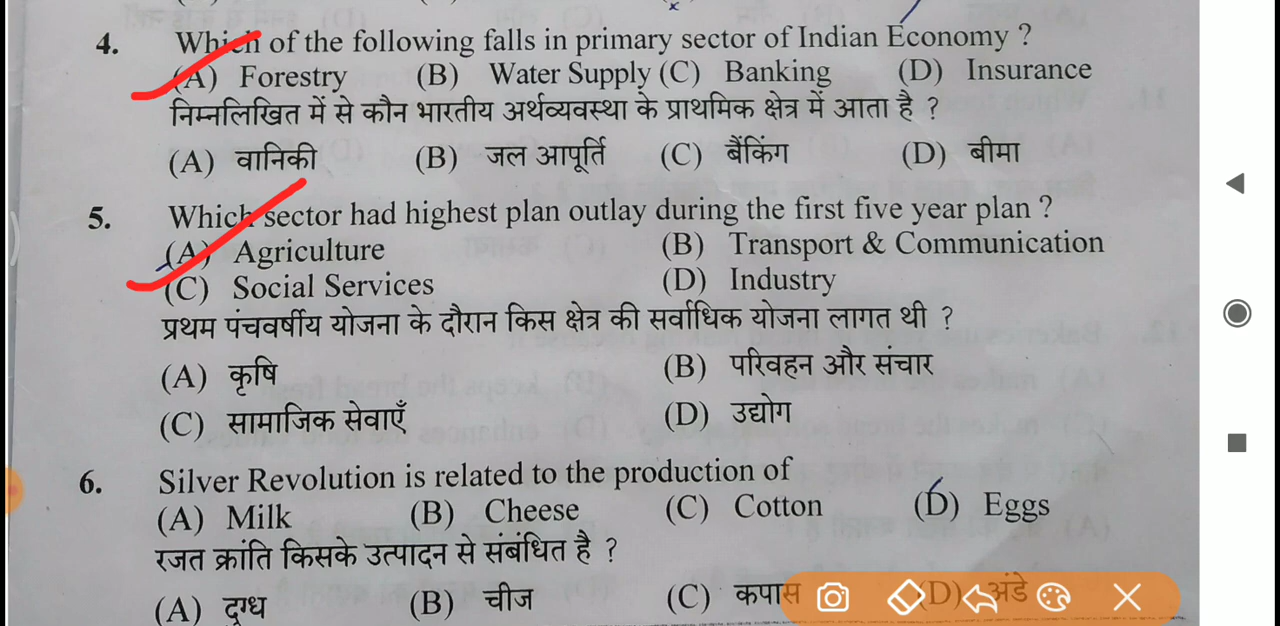 4. Which of the following falls in primary sector of Indian Economy ?
(A) Forestry (B) Water Supply (C) Banking (D) Insurance
निम्नलिखित में से कौन भारतीय अर्थव्यवस्था के प्राथमिक क्षेत्र में आता है ?
(A) वानिकी (B) जल आपूर्ति (C) बैंकिंग (D) बीमा
5. Which sector had highest plan outlay during the first five year plan ?
(A) Agriculture (B) Transport & Communication
(C) Social Services (D) Industry
प्रथम पंचवर्षीय योजना के दौरान किस क्षेत्र की सर्वाधिक योजना लागत थी ?
(A) कृषि (B) परिवहन और संचार
(C) सामाजिक सेवाएँ (D) उद्योग
6. Silver Revolution is related to the production of
(A) Milk (B) Cheese (C) Cotton (D) Eggs
रजत क्रांति किसके उत्पादन से संबंधित है ?
(A) दुग्ध (B) चीज (C) कपास (D) अंडे